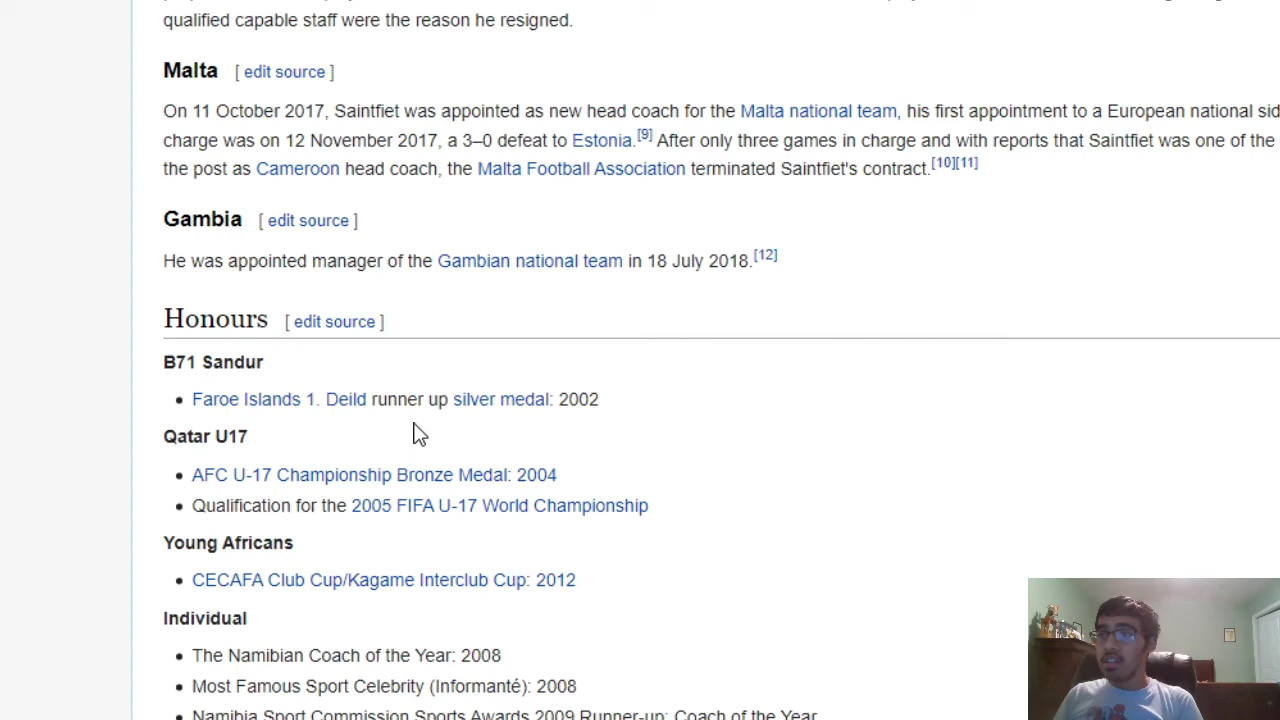 qualified capable staff were the reason he resigned.
Malta [ edit source ]
On 11 October 2017, Saintfiet was appointed as new head coach for the Malta national team, his first appointment to a European national sid
charge was on 12 November 2017, a 3–0 defeat to Estonia.[9] After only three games in charge and with reports that Saintfiet was one of the
the post as Cameroon head coach, the Malta Football Association terminated Saintfiet's contract.[10][11]
Gambia [ edit source ]
He was appointed manager of the Gambian national team in 18 July 2018.[12]
Honours [ edit source ]
B71 Sandur
• Faroe Islands 1. Deild runner up silver medal: 2002
Qatar U17
• AFC U-17 Championship Bronze Medal: 2004
• Qualification for the 2005 FIFA U-17 World Championship
Young Africans
• CECAFA Club Cup/Kagame Interclub Cup: 2012
Individual
• The Namibian Coach of the Year: 2008
• Most Famous Sport Celebrity (Informanté): 2008
• Namibia Sport Commission Sports Awards 2009 Runner-up: Coach of the Year